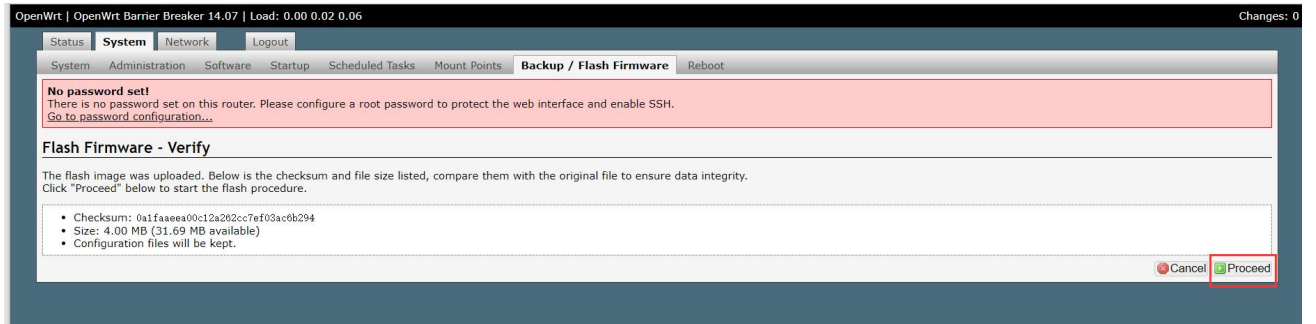 OpenWrt | OpenWrt Barrier Breaker 14.07 | Load: 0.00 0.02 0.06 Changes: 0
Status System Network Logout
System Administration Software Startup Scheduled Tasks Mount Points Backup / Flash Firmware Reboot
No password set!
There is no password set on this router. Please configure a root password to protect the web interface and enable SSH.
Go to password configuration...
Flash Firmware - Verify
The flash image was uploaded. Below is the checksum and file size listed, compare them with the original file to ensure data integrity.
Click "Proceed" below to start the flash procedure.
Checksum: 0a1faaeea00c12a262cc7ef03ac6b294
Size: 4.00 MB (31.69 MB available)
Configuration files will be kept.
Cancel Proceed